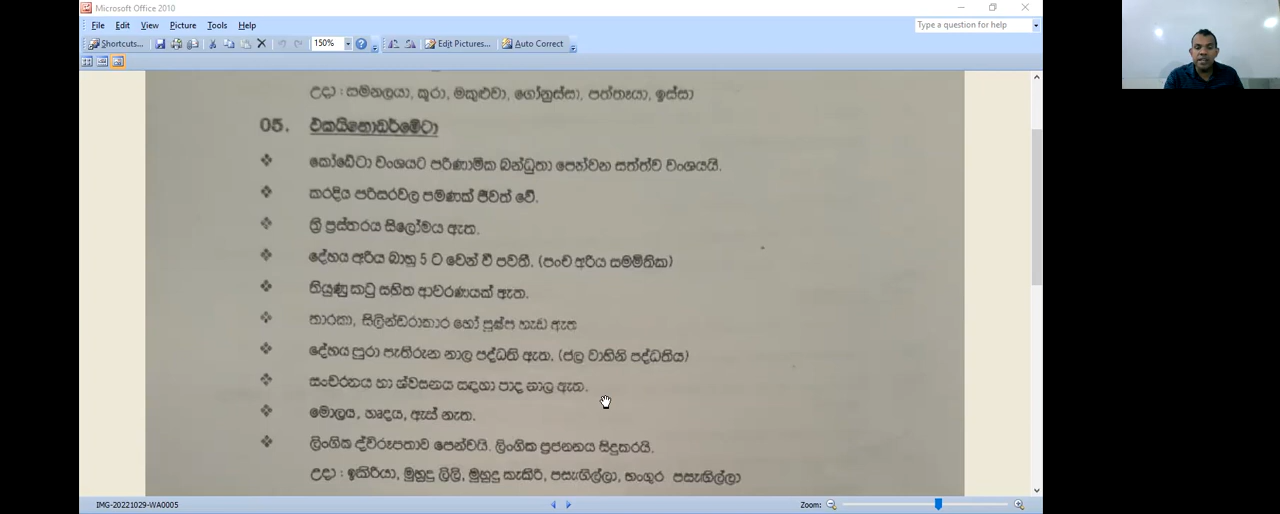 Microsoft Office 2010
File Edit View Picture Tools Help
Type a question for help
Shortcuts... 150% Edit Pictures... Auto Correct
උදා : සමනලයා, කූරා, මකුළුවා, ගෝනුස්සා, පත්තෑයා, ඉස්සා
05. එකයිනොඩර්මේටා
❖ කෝඩේටා වංශයට පරිණාමික බන්ධුතා පෙන්වන සත්ත්ව වංශයයි.
❖ කරදිය පරිසරවල පමණක් ජීවත් වේ.
❖ ත්‍රි ප්‍රස්තරය සිලෝමය ඇත.
❖ දේහය අරීය බාහු 5 ට වෙන් වී පවතී. (පංච අරීය සමමිතික)
❖ තියුණු කටු සහිත ආවරණයක් ඇත.
❖ තාරකා, සිලින්ඩරාකාර හෝ පුෂ්ප හැඩ ඇත
❖ දේහය පුරා පැතිරුන නාල පද්ධති ඇත. (ජල වාහිනි පද්ධතිය)
❖ සංචරනය හා ශ්වසනය සඳහා පාද නාල ඇත.
❖ මොලය, හෘදය, ඇස් නැත.
❖ ලිංගික ද්විරූපතාව පෙන්වයි. ලිංගික ප්‍රජනනය සිදුකරයි.
උදා : ඉකිරියා, මුහුදු ලිලි, මුහුදු කැකිරි, පසැඟිල්ලා, භංගුර පසැඟිල්ලා
IMG-20221029-WA0005
Zoom: